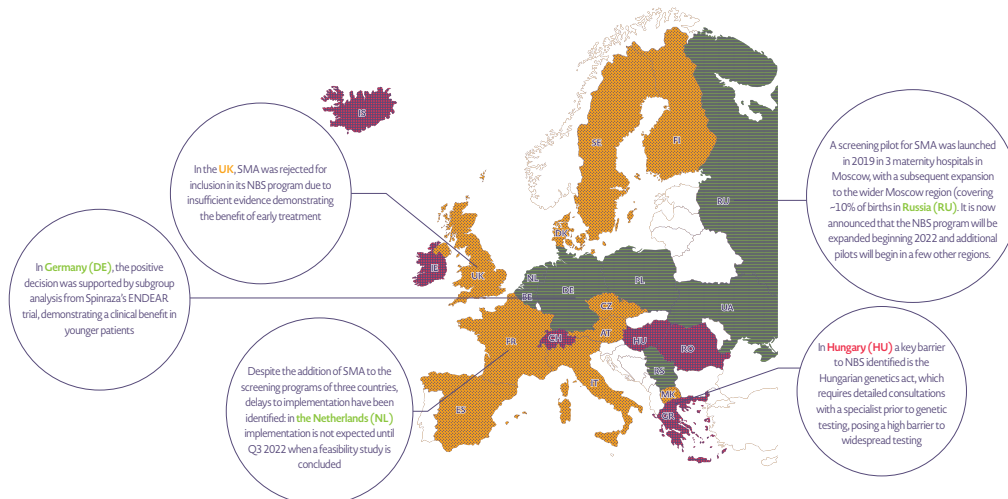 IS
In the UK, SMA was rejected for
inclusion in its NBS program due to
insufficient evidence demonstrating
the benefit of early treatment
In Germany (DE), the positive
decision was supported by subgroup
analysis from Spinraza's ENDEAR
trial, demonstrating a clinical benefit in
younger patients
Despite the addition of SMA to the
screening programs of three countries,
delays to implementation have been
identified: in the Netherlands (NL)
implementation is not expected until
Q3 2022 when a feasibility study is
concluded
SE
FI
RU
DK
IE
UK
NL
BE
DE
PL
UA
CZ
FR
CH
AT
HU
RO
IT
RS
ES
MK
GR
A screening pilot for SMA was launched
in 2019 in 3 maternity hospitals in
Moscow, with a subsequent expansion
to the wider Moscow region (covering
~10% of births in Russia (RU). It is now
announced that the NBS program will be
expanded beginning 2022 and additional
pilots will begin in a few other regions.
In Hungary (HU) a key barrier
to NBS identified is the
Hungarian genetics act, which
requires detailed consultations
with a specialist prior to genetic
testing, posing a high barrier to
widespread testing